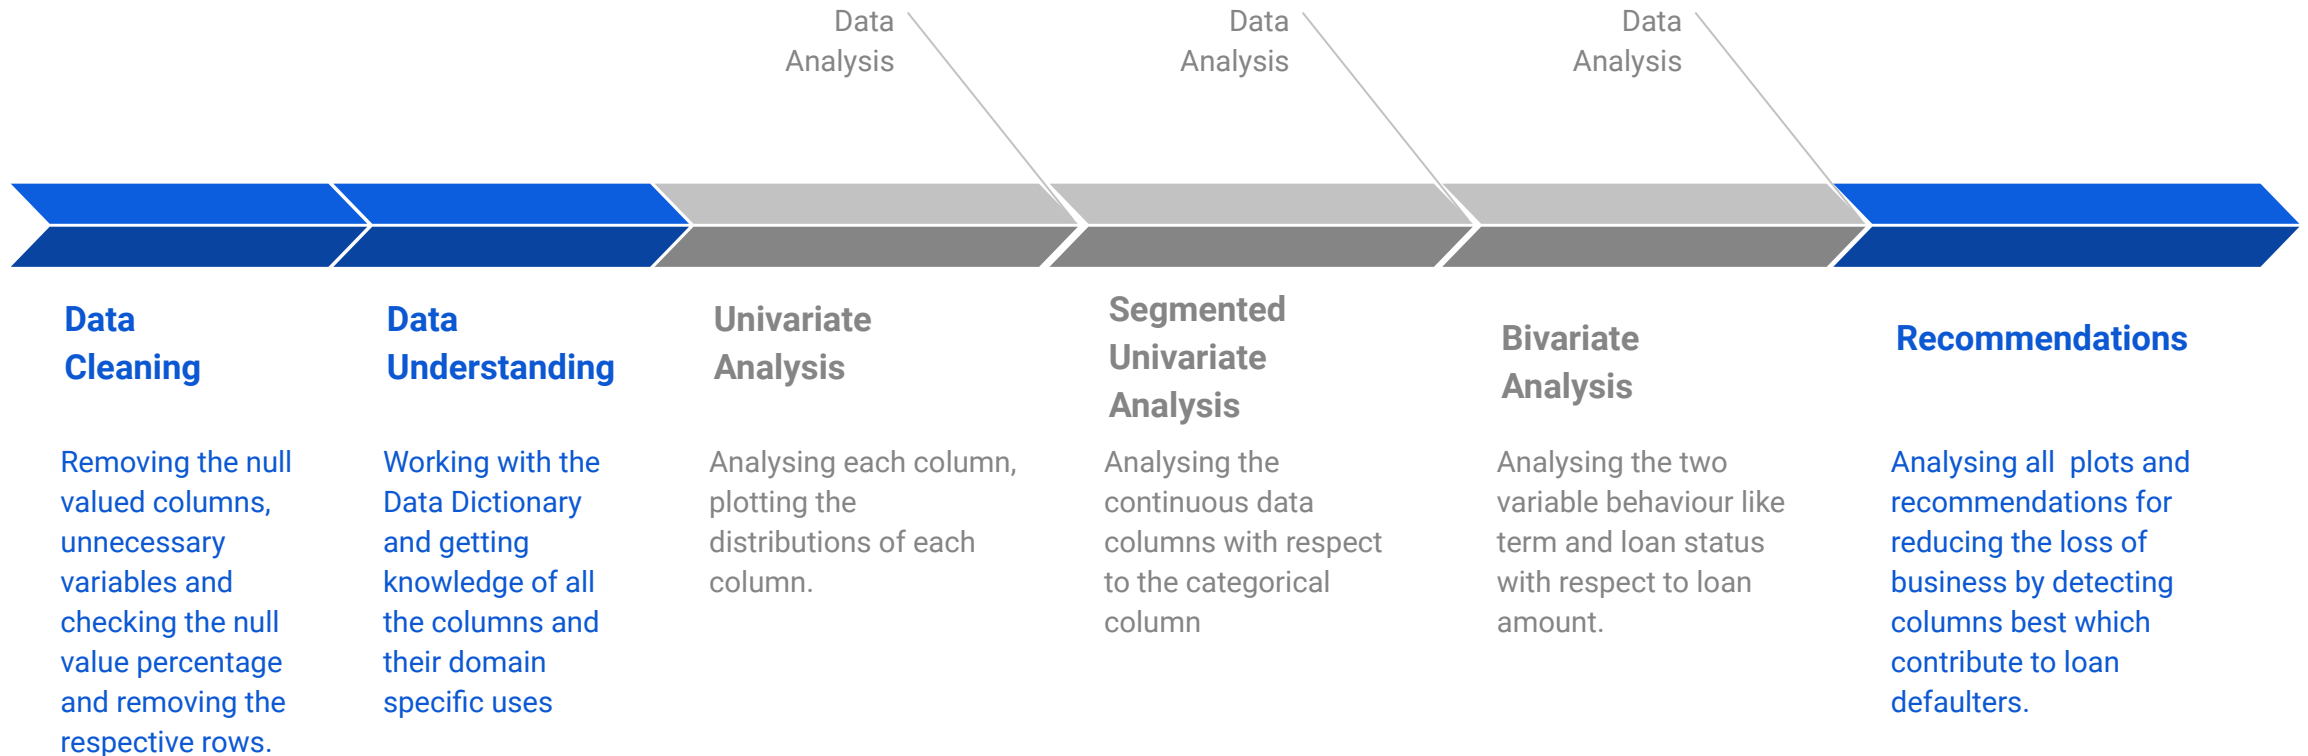 Data
Analysis
Data
Analysis
Data
Analysis
Data
Cleaning
Removing the null
valued columns,
unnecessary
variables and
checking the null
value percentage
and removing the
respective rows.
Data
Understanding
Working with the
Data Dictionary
and getting
knowledge of all
the columns and
their domain
specific uses
Univariate
Analysis
Analysing each column,
plotting the
distributions of each
column.
Segmented
Univariate
Analysis
Analysing the
continuous data
columns with respect
to the categorical
column
Bivariate
Analysis
Analysing the two
variable behaviour like
term and loan status
with respect to loan
amount.
Recommendations
Analysing all  plots and
recommendations for
reducing the loss of
business by detecting
columns best which
contribute to loan
defaulters.